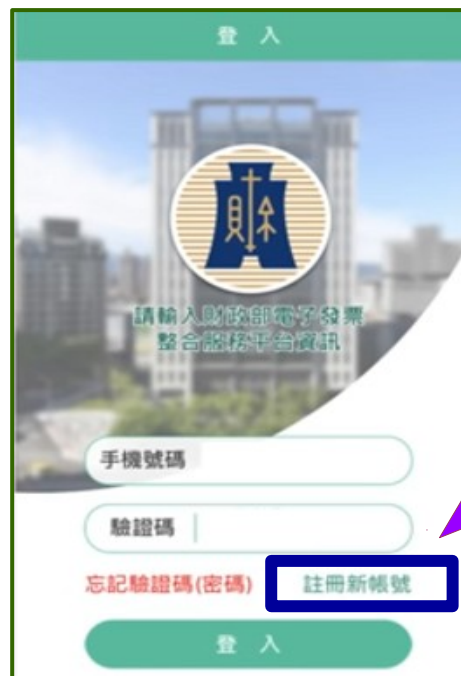 登 入
財
請輸入財政部電子發票
整合服務平台資訊
手機號碼
驗證碼
忘記驗證碼(密碼) 註冊新帳號
登 入